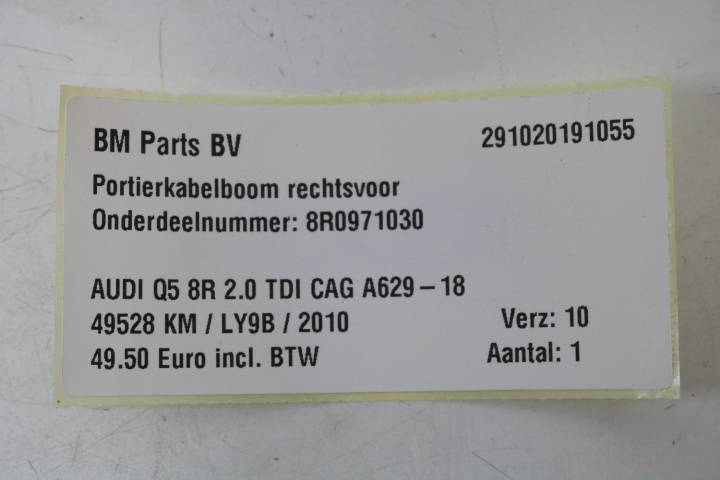 BM Parts BV 291020191055
Portierkabelboom rechtsvoor
Onderdeelnummer: 8R0971030
AUDI Q5 8R 2.0 TDI CAG A629 – 18
49528 KM / LY9B / 2010 Verz: 10
49.50 Euro incl. BTW Aantal: 1